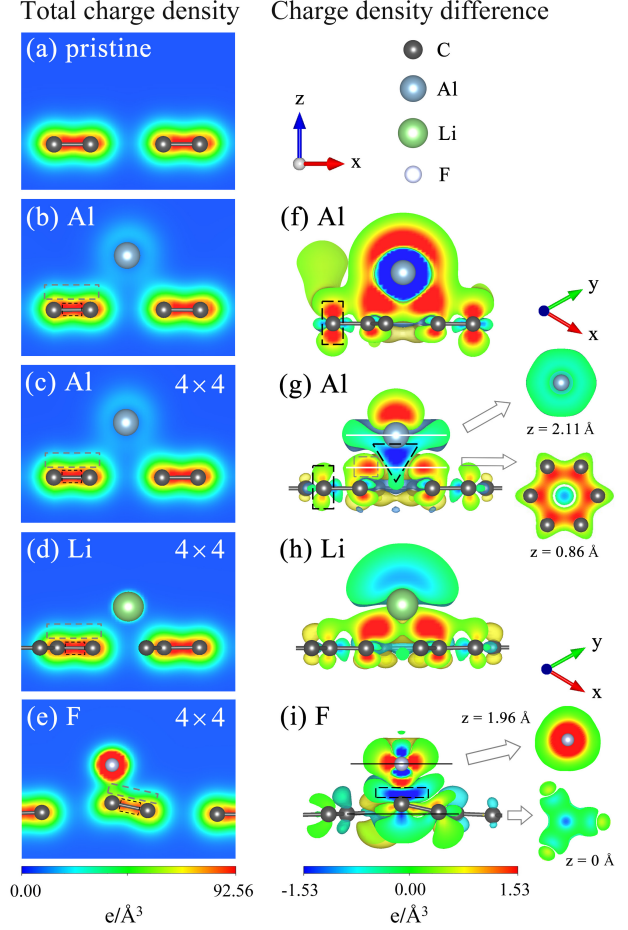 Total charge density
Charge density difference
(a) pristine
C
Al
Li
F
z
x
(b) Al
(f) Al
y
x
(c) Al 4×4
(g) Al
z = 2.11 Å
z = 0.86 Å
(d) Li 4×4
(h) Li
y
x
(e) F 4×4
(i) F
z = 1.96 Å
z = 0 Å
0.00 92.56
e/Å³
-1.53 0.00 1.53
e/Å³